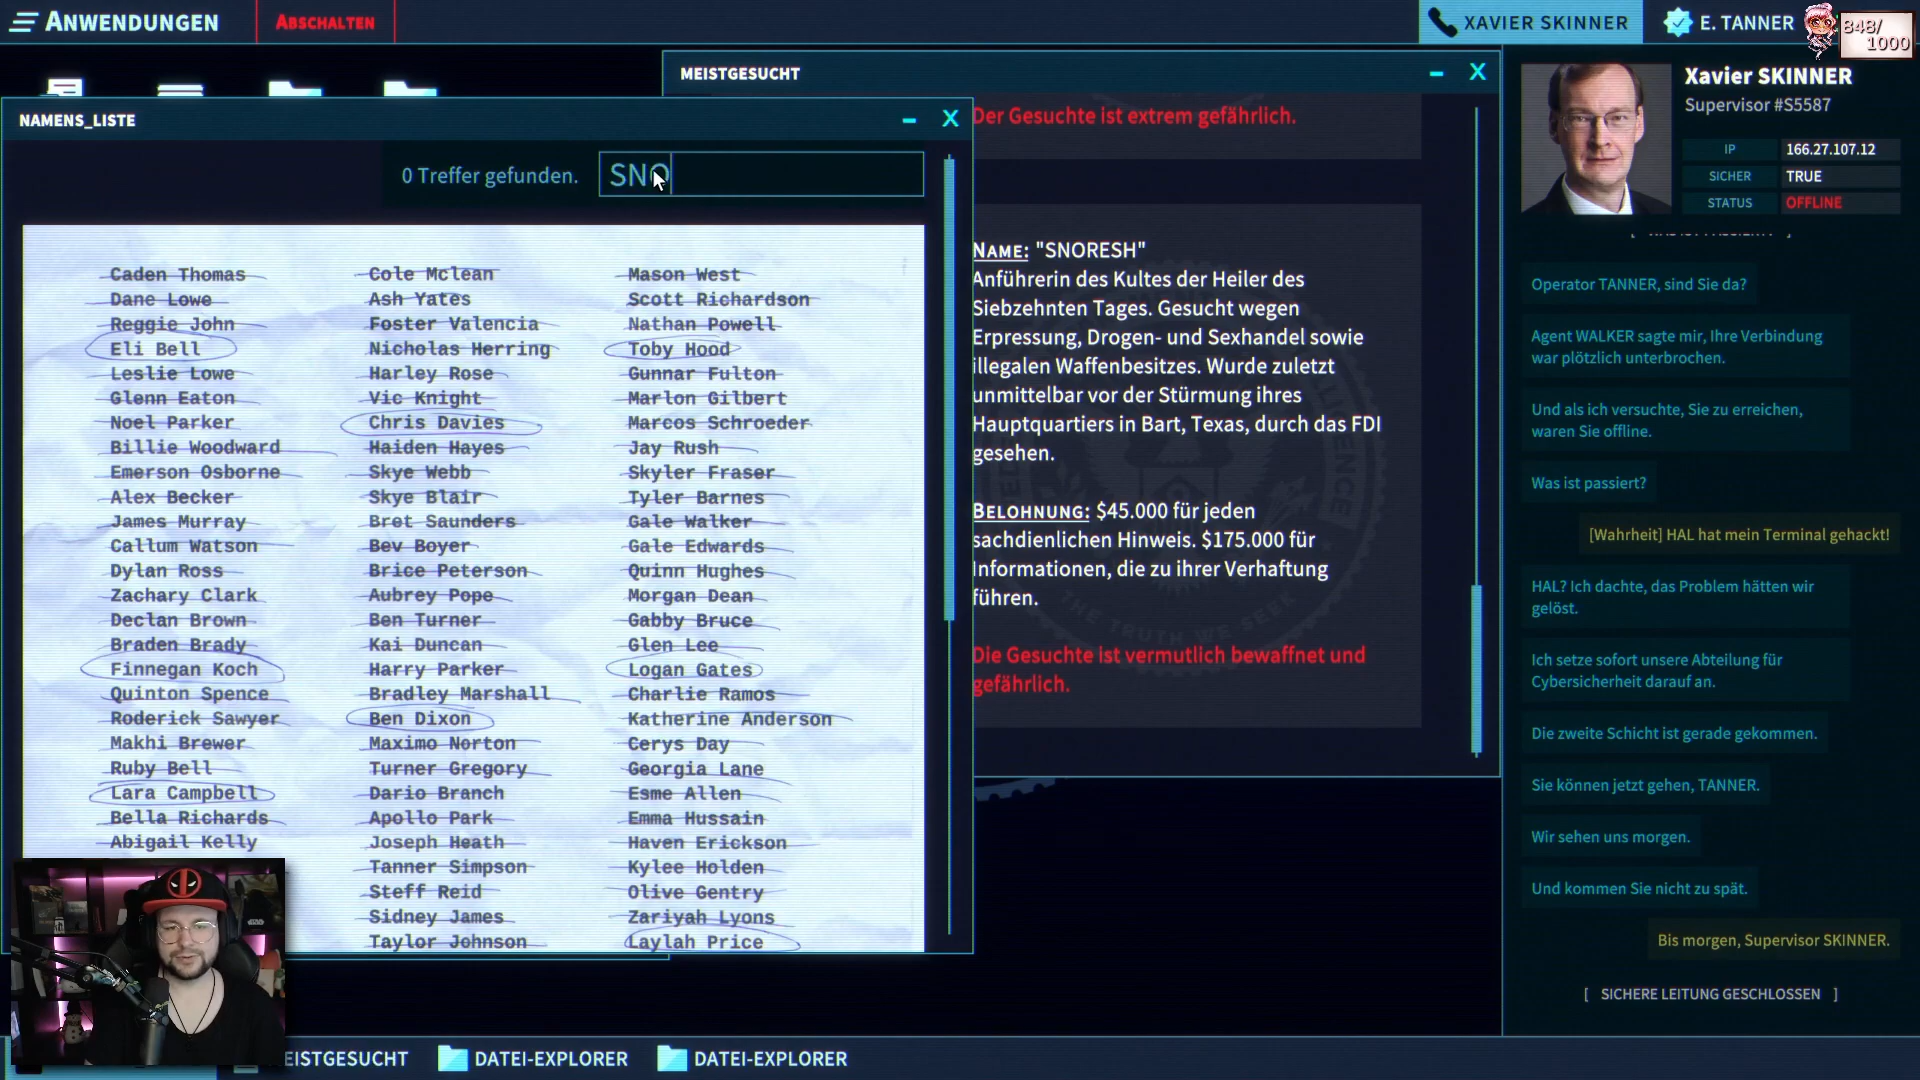 ANWENDUNGEN
ABSCHALTEN
XAVIER SKINNER
E. TANNER
848/
1000
MEISTGESUCHT
Der Gesuchte ist extrem gefährlich.
NAME: "SNORESH"
Anführerin des Kultes der Heiler des
Siebzehnten Tages. Gesucht wegen
Erpressung, Drogen- und Sexhandel sowie
illegalen Waffenbesitzes. Wurde zuletzt
unmittelbar vor der Stürmung ihres
Hauptquartiers in Bart, Texas, durch das FDI
gesehen.
BELOHNUNG: $45.000 für jeden
sachdienlichen Hinweis. $175.000 für
Informationen, die zu ihrer Verhaftung
führen.
Die Gesuchte ist vermutlich bewaffnet und
gefährlich.
THE TRUTH WE SEEK
NAMENS_LISTE
0 Treffer gefunden.
SNO
Caden Thomas
Dane Lowe
Reggie John
Eli Bell
Leslie Lowe
Glenn Eaton
Noel Parker
Billie Woodward
Emerson Osborne
Alex Becker
James Murray
Callum Watson
Dylan Ross
Zachary Clark
Declan Brown
Braden Brady
Finnegan Koch
Quinton Spence
Roderick Sawyer
Makhi Brewer
Ruby Bell
Lara Campbell
Bella Richards
Abigail Kelly
Cole Mclean
Ash Yates
Foster Valencia
Nicholas Herring
Harley Rose
Vic Knight
Chris Davies
Haiden Hayes
Skye Webb
Skye Blair
Bret Saunders
Bev Boyer
Brice Peterson
Aubrey Pope
Ben Turner
Kai Duncan
Harry Parker
Bradley Marshall
Ben Dixon
Maximo Norton
Turner Gregory
Dario Branch
Apollo Park
Joseph Heath
Tanner Simpson
Steff Reid
Sidney James
Taylor Johnson
Mason West
Scott Richardson
Nathan Powell
Toby Hood
Gunnar Fulton
Marlon Gilbert
Marcos Schroeder
Jay Rush
Skyler Fraser
Tyler Barnes
Gale Walker
Gale Edwards
Quinn Hughes
Morgan Dean
Gabby Bruce
Glen Lee
Logan Gates
Charlie Ramos
Katherine Anderson
Cerys Day
Georgia Lane
Esme Allen
Emma Hussain
Haven Erickson
Kylee Holden
Olive Gentry
Zariyah Lyons
Laylah Price
Xavier SKINNER
Supervisor #S5587
IP 166.27.107.12
SICHER TRUE
STATUS OFFLINE
Operator TANNER, sind Sie da?
Agent WALKER sagte mir, Ihre Verbindung
war plötzlich unterbrochen.
Und als ich versuchte, Sie zu erreichen,
waren Sie offline.
Was ist passiert?
[Wahrheit] HAL hat mein Terminal gehackt!
HAL? Ich dachte, das Problem hätten wir
gelöst.
Ich setze sofort unsere Abteilung für
Cybersicherheit darauf an.
Die zweite Schicht ist gerade gekommen.
Sie können jetzt gehen, TANNER.
Wir sehen uns morgen.
Und kommen Sie nicht zu spät.
Bis morgen, Supervisor SKINNER.
[ SICHERE LEITUNG GESCHLOSSEN ]
EISTGESUCHT
DATEI-EXPLORER
DATEI-EXPLORER